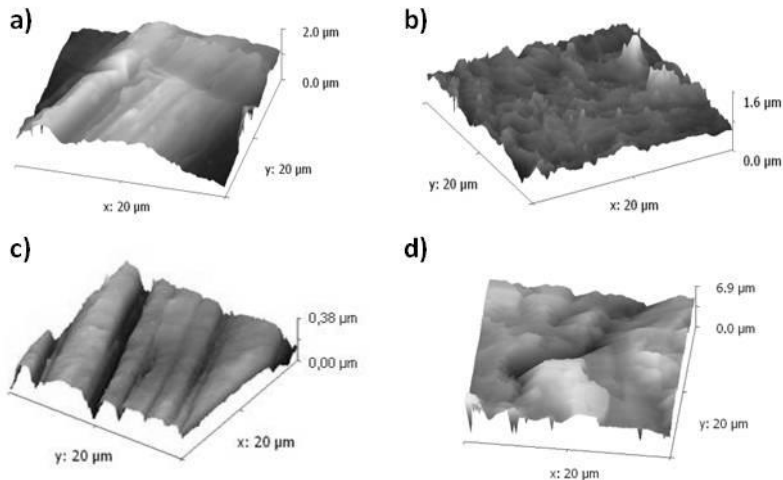 a)
2.0 µm
0.0 µm
y: 20 µm
x: 20 µm
b)
1.6 µm
0.0 µm
y: 20 µm
x: 20 µm
c)
0,38 µm
0,00 µm
x: 20 µm
y: 20 µm
d)
6.9 µm
0.0 µm
y: 20 µm
x: 20 µm